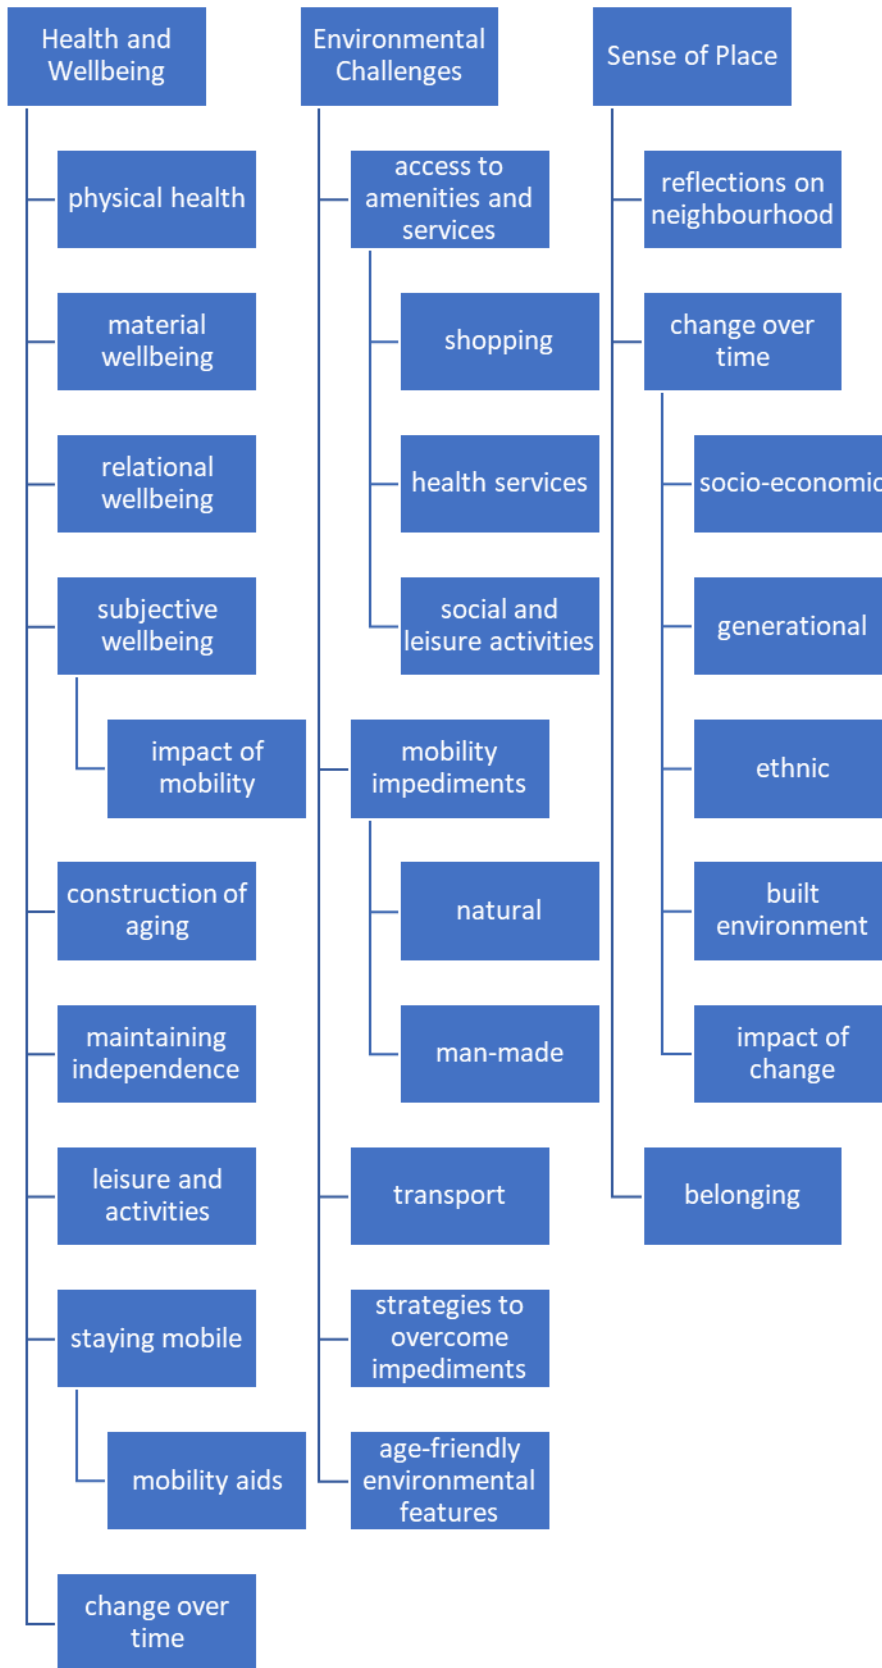 Health and
Wellbeing
physical health
material
wellbeing
relational
wellbeing
subjective
wellbeing
impact of
mobility
construction of
aging
maintaining
independence
leisure and
activities
staying mobile
mobility aids
change over
time
Environmental
Challenges
access to
amenities and
services
shopping
health services
social and
leisure activities
mobility
impediments
natural
man-made
transport
strategies to
overcome
impediments
age-friendly
environmental
features
Sense of Place
reflections on
neighbourhood
change over
time
socio-economic
generational
ethnic
built
environment
impact of
change
belonging